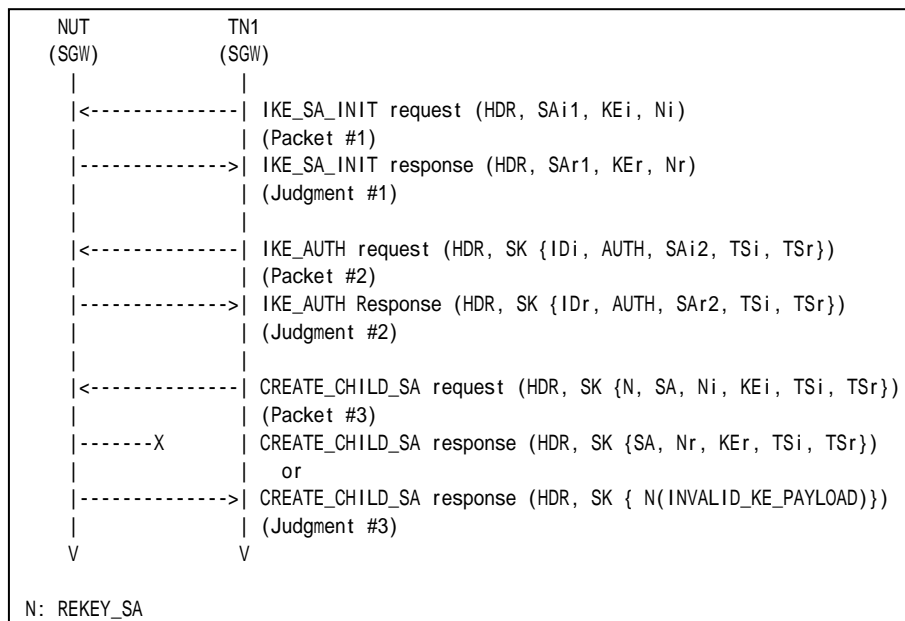 NUT TN1
(SGW) (SGW)
| |
|<--------------| IKE_SA_INIT request (HDR, SAi1, KEi, Ni)
| | (Packet #1)
|-------------->| IKE_SA_INIT response (HDR, SAr1, KEr, Nr)
| | (Judgment #1)
| |
|<--------------| IKE_AUTH request (HDR, SK {IDi, AUTH, SAi2, TSi, TSr})
| | (Packet #2)
|-------------->| IKE_AUTH Response (HDR, SK {IDr, AUTH, SAr2, TSi, TSr})
| | (Judgment #2)
| |
|<--------------| CREATE_CHILD_SA request (HDR, SK {N, SA, Ni, KEi, TSi, TSr})
| | (Packet #3)
|-------X | CREATE_CHILD_SA response (HDR, SK {SA, Nr, KEr, TSi, TSr})
| | or
|-------------->| CREATE_CHILD_SA response (HDR, SK { N(INVALID_KE_PAYLOAD)})
| | (Judgment #3)
V V
N: REKEY_SA